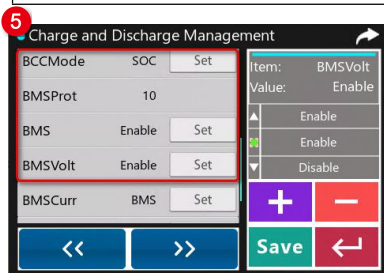 5
Charge and Discharge Management
BCCMode SOC Set
BMSProt 10
BMS Enable Set
BMSVolt Enable Set
BMSCurr BMS Set
<< >>
Item: BMSVolt
Value: Enable
Enable
Enable
Disable
+ −
Save